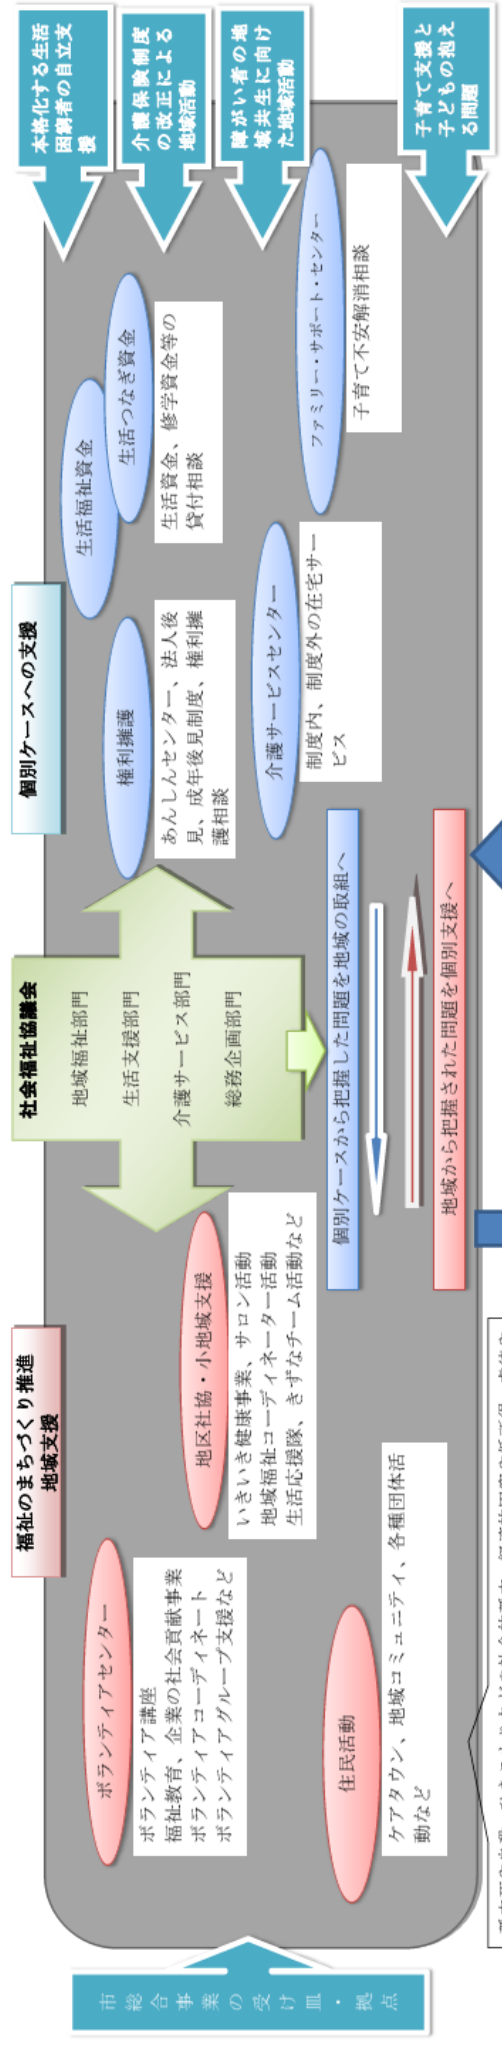 福祉のまちづくり推進
地域支援
社会福祉協議会
個別ケースへの支援
本格化する生活
困窮者の自立支
援
介護保険制度
の改正による
地域活動
障がい者の地
域共生に向け
た地域活動
子育て支援と
子どもの抱え
る問題
市総合事業の受け皿・拠点
ボランティアセンター
ボランティア講座
福祉教育、企業の社会貢献事業
ボランティアコーディネート
ボランティアグループ支援など
地区社協・小地域支援
いきいき健康事業、サロン活動
地域福祉コーディネーター活動
生活応援隊、きずなチーム活動など
住民活動
ケアタウン、地域コミュニティ、各種団体活
動など
地域福祉部門
生活支援部門
介護サービス部門
総務企画部門
権利擁護
あんしんセンター、法人後
見、成年後見制度、権利擁
護相談
生活福祉資金
生活つなぎ資金
生活資金、修学資金等の
貸付相談
介護サービスセンター
制度内、制度外の在宅サー
ビス
ファミリー・サポート・センター
子育て不安解消相談
個別ケースから把握した問題を地域の取組へ
地域から把握された問題を個別支援へ